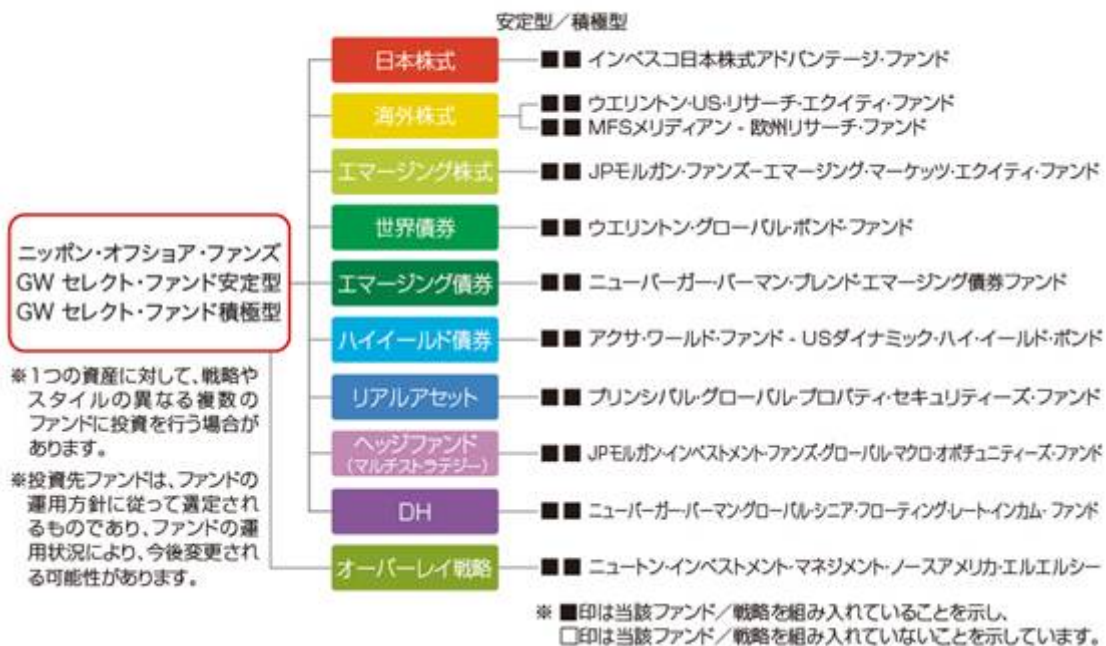 安定型／積極型
日本株式
■■ インベスコ日本株式アドバンテージ・ファンド
海外株式
■■ ウエリントン・US・リサーチ・エクイティ・ファンド
■■ MFSメリディアン - 欧州リサーチ・ファンド
エマージング株式
■■ JPモルガン・ファンズ−エマージング・マーケッツ・エクイティ・ファンド
世界債券
■■ ウエリントン・グローバル・ボンド・ファンド
ニッポン・オフショア・ファンズ
GW セレクト・ファンド安定型
GW セレクト・ファンド積極型
エマージング債券
■■ ニューバーガー・バーマン・ブレンド・エマージング債券ファンド
ハイイールド債券
■■ アクサ・ワールド・ファンド - USダイナミック・ハイ・イールド・ボンド
リアルアセット
■■ プリンシパル・グローバル・プロパティ・セキュリティーズ・ファンド
ヘッジファンド
（マルチストラテジー）
■■ JPモルガン・インベストメント・ファンズ・グローバル・マクロ・オポチュニティーズ・ファンド
DH
■■ ニューバーガー・バーマン・グローバル・シニア・フローティング・レート・インカム・ファンド
オーバーレイ戦略
■■ ニュートン・インベストメント・マネジメント・ノースアメリカ・エルエルシー
※1つの資産に対して、戦略や
スタイルの異なる複数の
ファンドに投資を行う場合が
あります。
※投資先ファンドは、ファンドの
運用方針に従って選定され
るものであり、ファンドの運
用状況により、今後変更され
る可能性があります。
※ ■印は当該ファンド／戦略を組み入れていることを示し、
□印は当該ファンド／戦略を組み入れていないことを示しています。